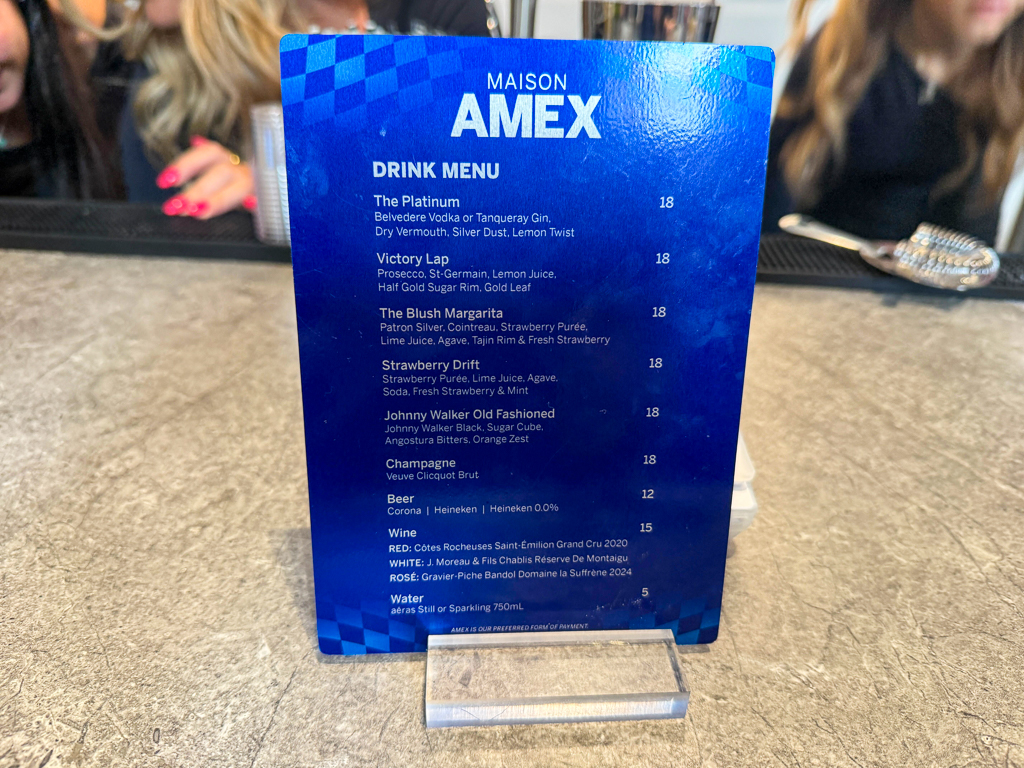 MAISON
AMEX
DRINK MENU
The Platinum 18
Belvedere Vodka or Tanqueray Gin,
Dry Vermouth, Silver Dust, Lemon Twist
Victory Lap 18
Prosecco, St-Germain, Lemon Juice,
Half Gold Sugar Rim, Gold Leaf
The Blush Margarita 18
Patron Silver, Cointreau, Strawberry Purée,
Lime Juice, Agave, Tajin Rim & Fresh Strawberry
Strawberry Drift 18
Strawberry Purée, Lime Juice, Agave,
Soda, Fresh Strawberry & Mint
Johnny Walker Old Fashioned 18
Johnny Walker Black, Sugar Cube,
Angostura Bitters, Orange Zest
Champagne 18
Veuve Clicquot Brut
Beer 12
Corona | Heineken | Heineken 0.0%
Wine 15
RED: Côtes Rocheuses Saint-Émilion Grand Cru 2020
WHITE: J. Moreau & Fils Chablis Réserve De Montaigu
ROSÉ: Gravier-Piche Bandol Domaine la Suffrène 2024
Water 5
aéras Still or Sparkling 750mL
AMEX IS OUR PREFERRED FORM OF PAYMENT.